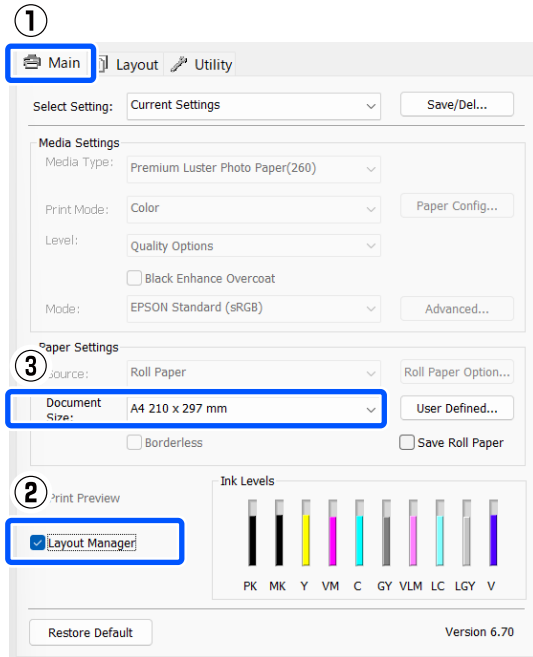 ①
Main Layout Utility
Select Setting: Current Settings Save/Del...
Media Settings
Media Type: Premium Luster Photo Paper(260)
Print Mode: Color Paper Config...
Level: Quality Options
Black Enhance Overcoat
Mode: EPSON Standard (sRGB) Advanced...
Paper Settings
③
Source: Roll Paper Roll Paper Option...
Document
Size: A4 210 x 297 mm User Defined...
Borderless Save Roll Paper
②
Print Preview
Ink Levels
Layout Manager
PK MK Y VM C GY VLM LC LGY V
Restore Default Version 6.70